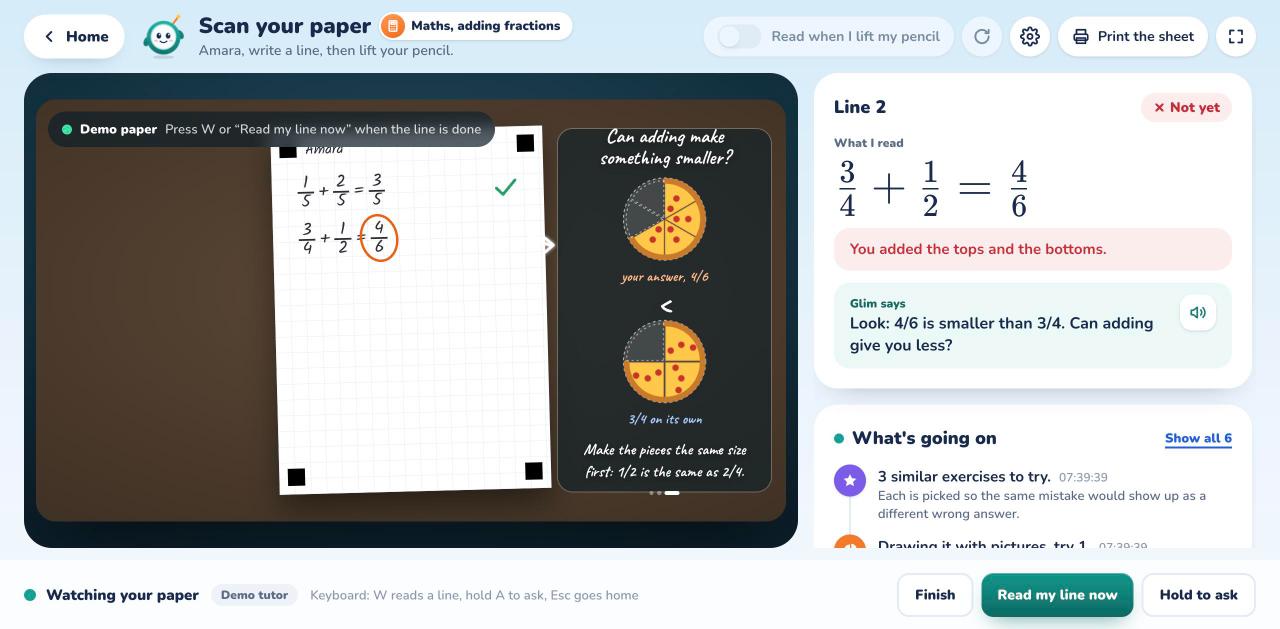 Home
Scan your paper
Maths, adding fractions
Amara, write a line, then lift your pencil.
Read when I lift my pencil
Print the sheet
Demo paper Press W or “Read my line now” when the line is done
Amara
1/5 + 2/5 = 3/5
3/4 + 1/2 = 4/6
Can adding make
something smaller?
your answer, 4/6
<
3/4 on its own
Make the pieces the same size
first: 1/2 is the same as 2/4.
Line 2
Not yet
What I read
3/4 + 1/2 = 4/6
You added the tops and the bottoms.
Glim says
Look: 4/6 is smaller than 3/4. Can adding
give you less?
What's going on
Show all 6
3 similar exercises to try. 07:39:39
Each is picked so the same mistake would show up as a
different wrong answer.
Drawing it with pictures, try 1. 07:39:39
Watching your paper
Demo tutor
Keyboard: W reads a line, hold A to ask, Esc goes home
Finish
Read my line now
Hold to ask